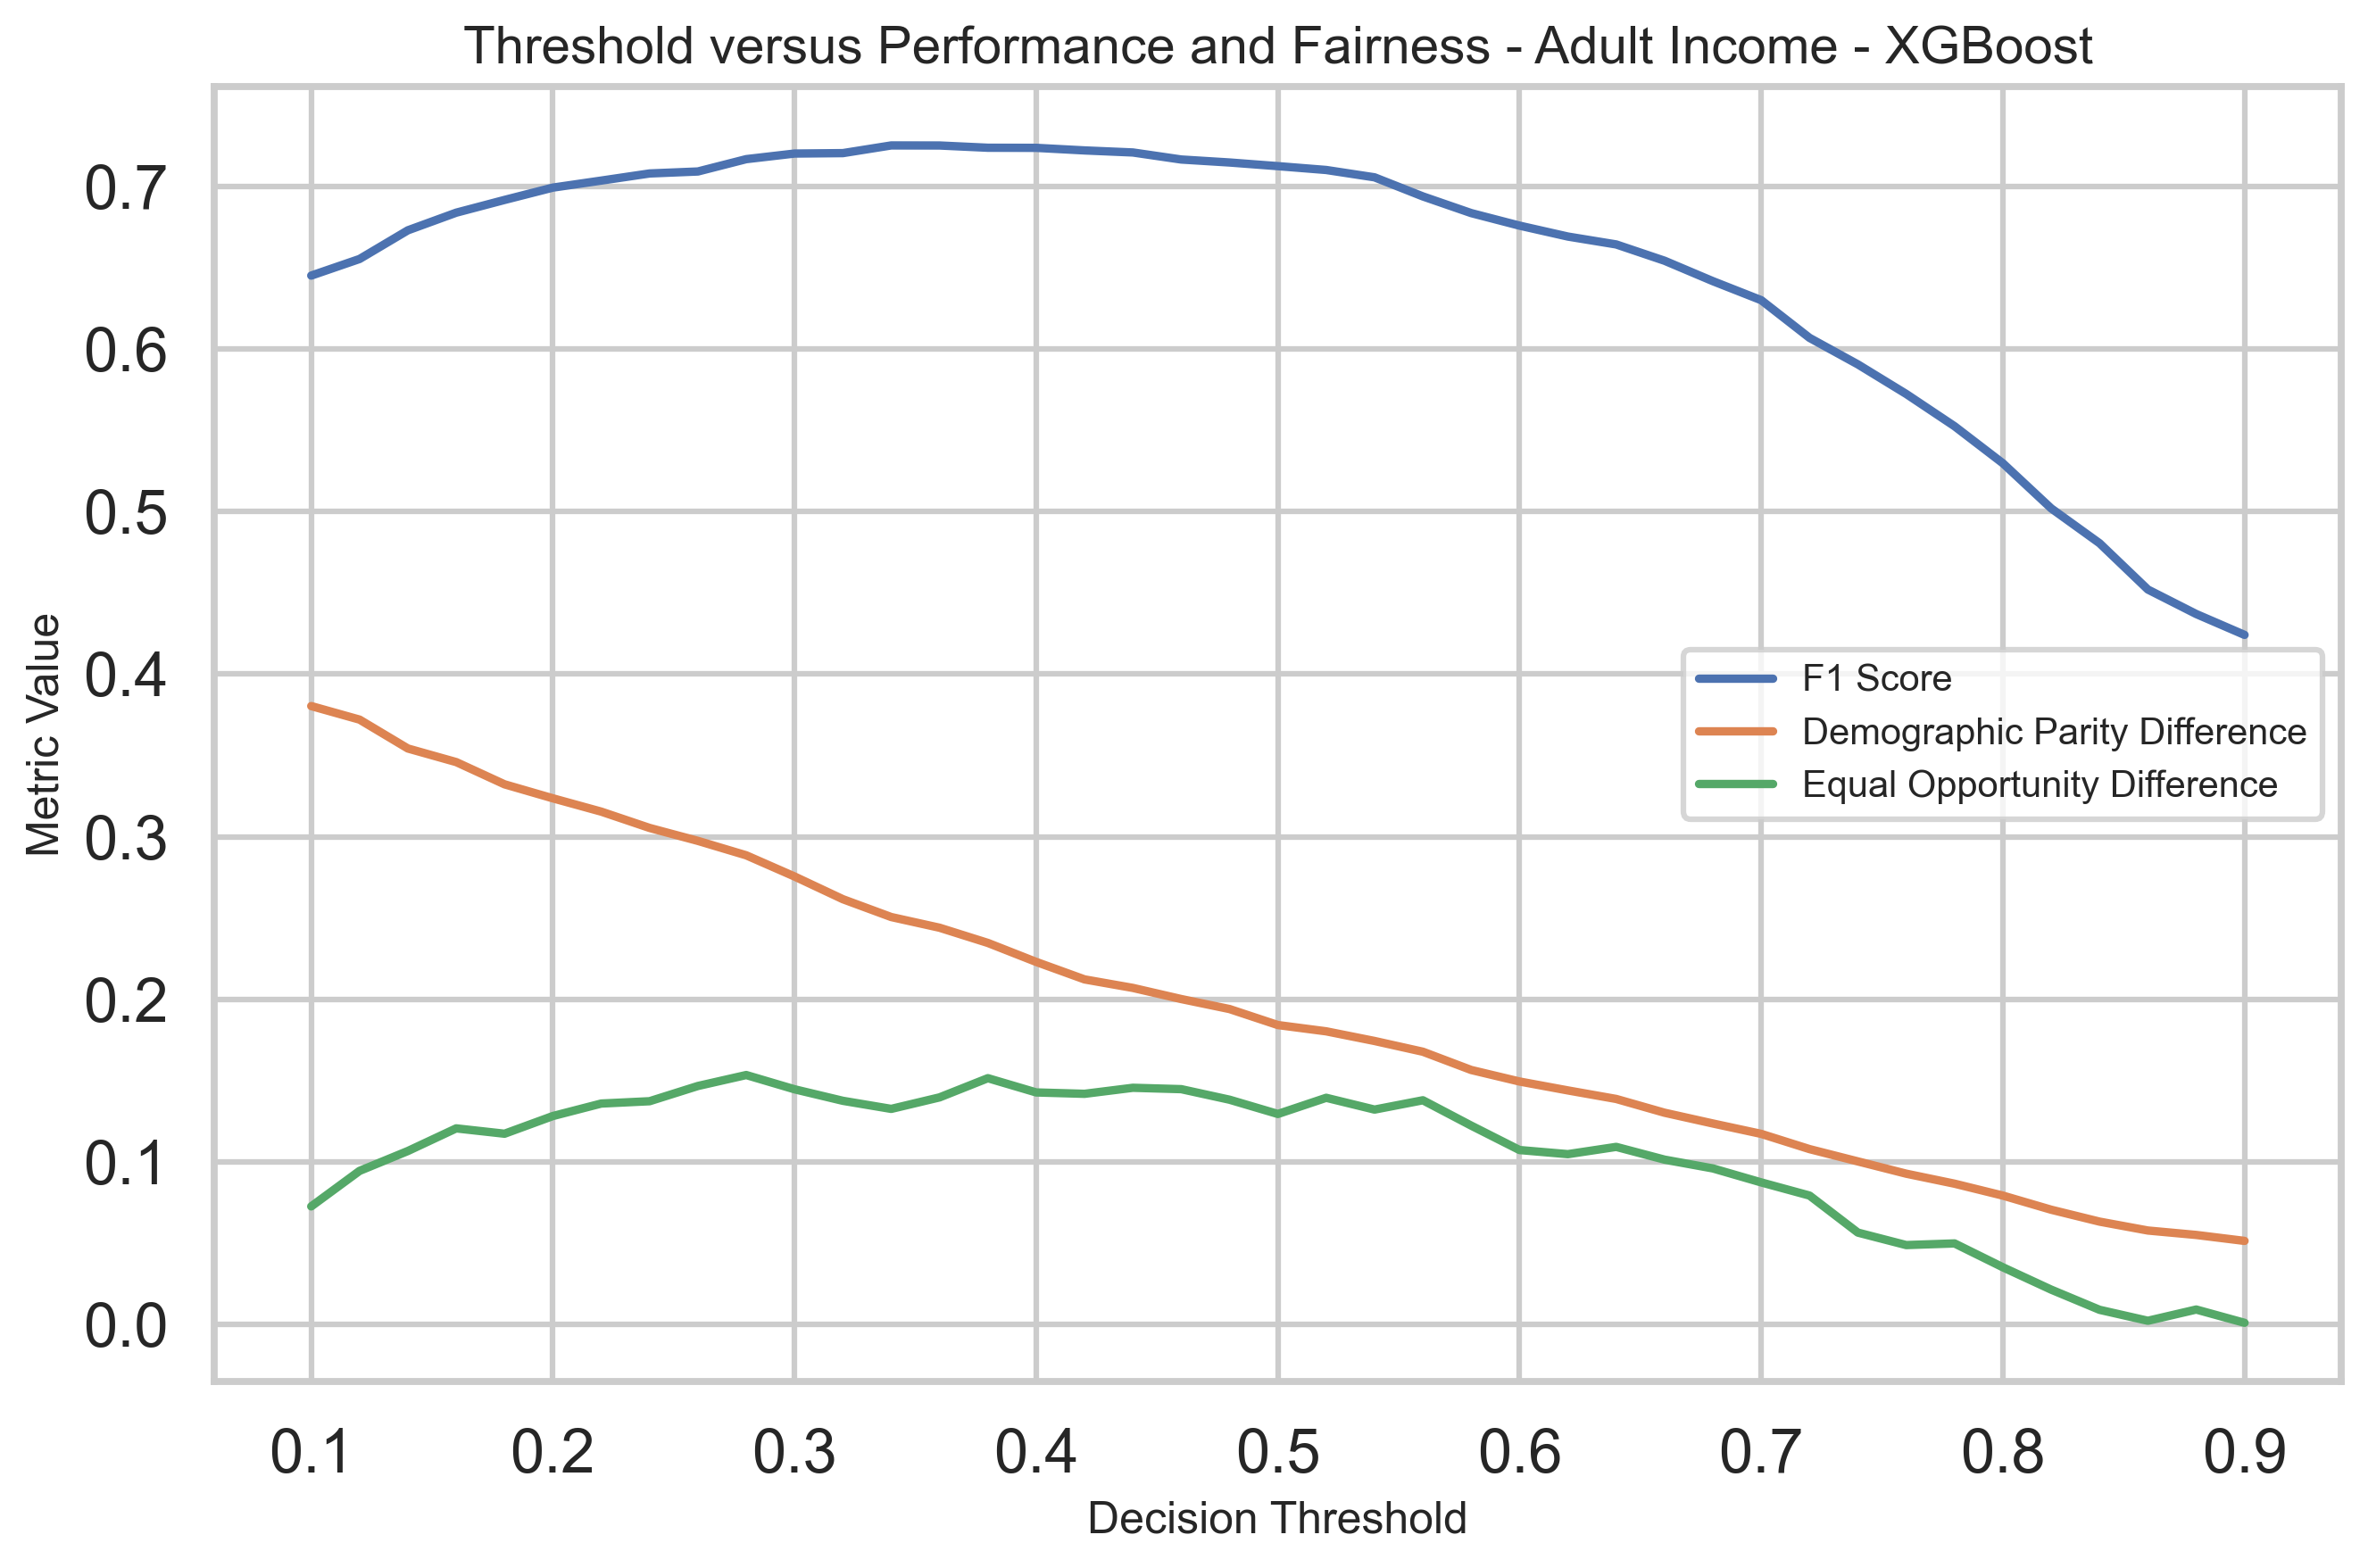 Threshold versus Performance and Fairness - Adult Income - XGBoost
0.7
0.6
0.5
0.4
0.3
0.2
0.1
0.0
Metric Value
F1 Score
Demographic Parity Difference
Equal Opportunity Difference
0.1 0.2 0.3 0.4 0.5 0.6 0.7 0.8 0.9
Decision Threshold